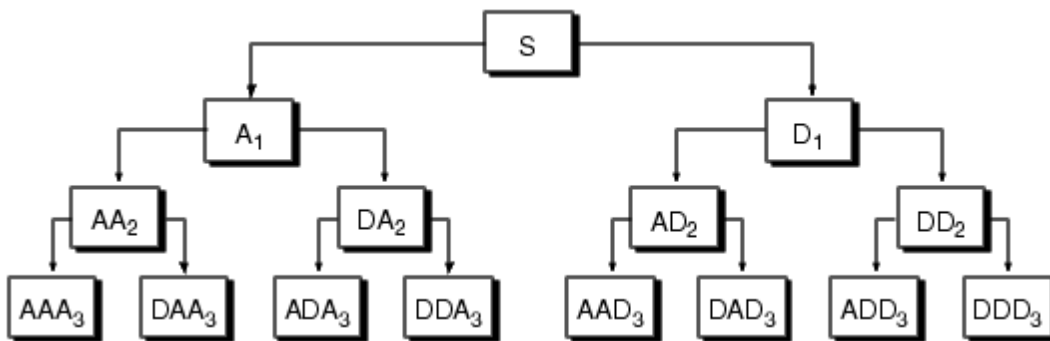 S
A₁ D₁
AA₂ DA₂ AD₂ DD₂
AAA₃ DAA₃ ADA₃ DDA₃ AAD₃ DAD₃ ADD₃ DDD₃